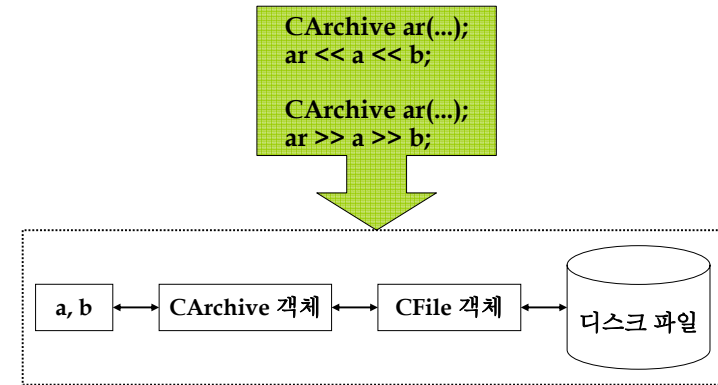 CArchive ar(...);
ar << a << b;
CArchive ar(...);
ar >> a >> b;
a, b
CArchive 객체
CFile 객체
디스크 파일